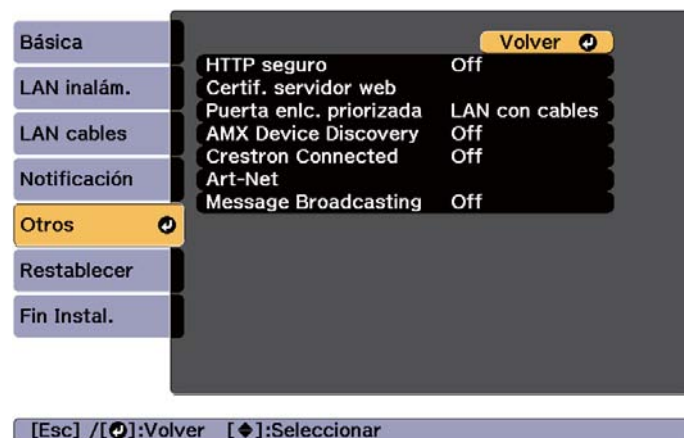 Básica
LAN inalám.
LAN cables
Notificación
Otros
Restablecer
Fin Instal.
Volver
HTTP seguro Off
Certif. servidor web
Puerta enlc. priorizada LAN con cables
AMX Device Discovery Off
Crestron Connected Off
Art-Net
Message Broadcasting Off
[Esc] /[ ]:Volver [ ]:Seleccionar